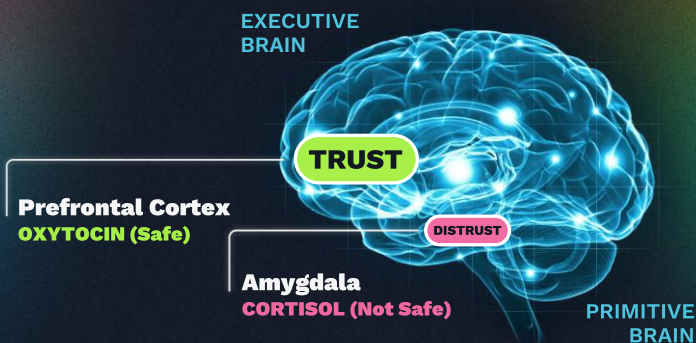 EXECUTIVE
BRAIN
TRUST
Prefrontal Cortex
OXYTOCIN (Safe)
DISTRUST
Amygdala
CORTISOL (Not Safe)
PRIMITIVE
BRAIN